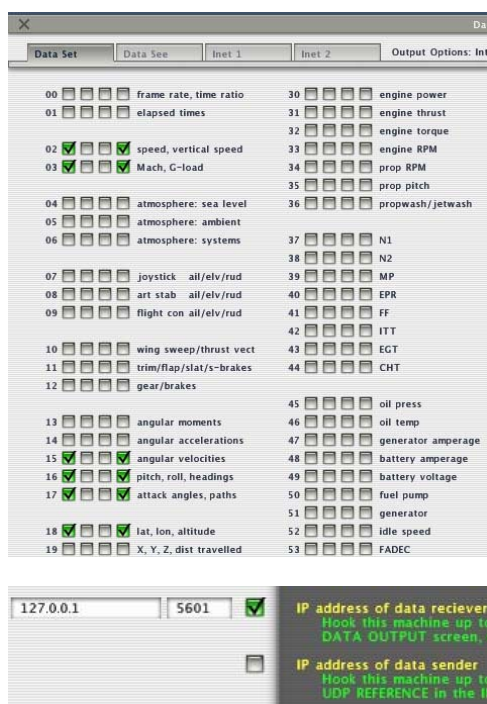 Data Set
Data See
Inet 1
Inet 2
Output Options:
00 frame rate, time ratio
01 elapsed times
02 speed, vertical speed
03 Mach, G-load
04 atmosphere: sea level
05 atmosphere: ambient
06 atmosphere: systems
07 joystick ail/elv/rud
08 art stab ail/elv/rud
09 flight con ail/elv/rud
10 wing sweep/thrust vect
11 trim/flap/slat/s-brakes
12 gear/brakes
13 angular moments
14 angular accelerations
15 angular velocities
16 pitch, roll, headings
17 attack angles, paths
18 lat, lon, altitude
19 X, Y, Z, dist travelled
30 engine power
31 engine thrust
32 engine torque
33 engine RPM
34 prop RPM
35 prop pitch
36 propwash/jetwash
37 N1
38 N2
39 MP
40 EPR
41 FF
42 ITT
43 EGT
44 CHT
45 oil press
46 oil temp
47 generator amperage
48 battery amperage
49 battery voltage
50 fuel pump
51 generator
52 idle speed
53 FADEC
127.0.0.1
5601
IP address of data reciever
Hook this machine up
DATA OUTPUT screen,
IP address of data sender
Hook this machine up
UDP REFERENCE in the